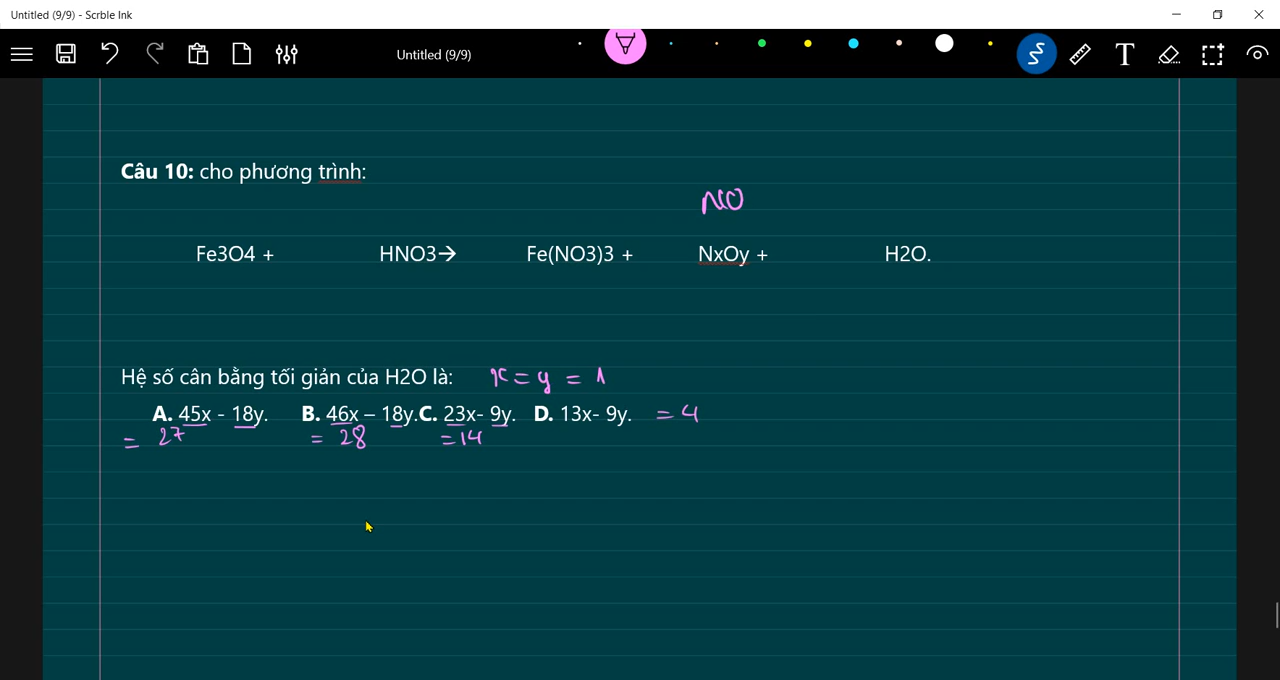 Untitled (9/9) - Scrble Ink
Untitled (9/9)
T
Câu 10: cho phương trình:
NO
Fe3O4 + HNO3→ Fe(NO3)3 + NxOy + H2O.
Hệ số cân bằng tối giản của H2O là: x = y = 1
A. 45x - 18y. B. 46x – 18y.C. 23x- 9y. D. 13x- 9y. = 4
= 27 = 28 =14